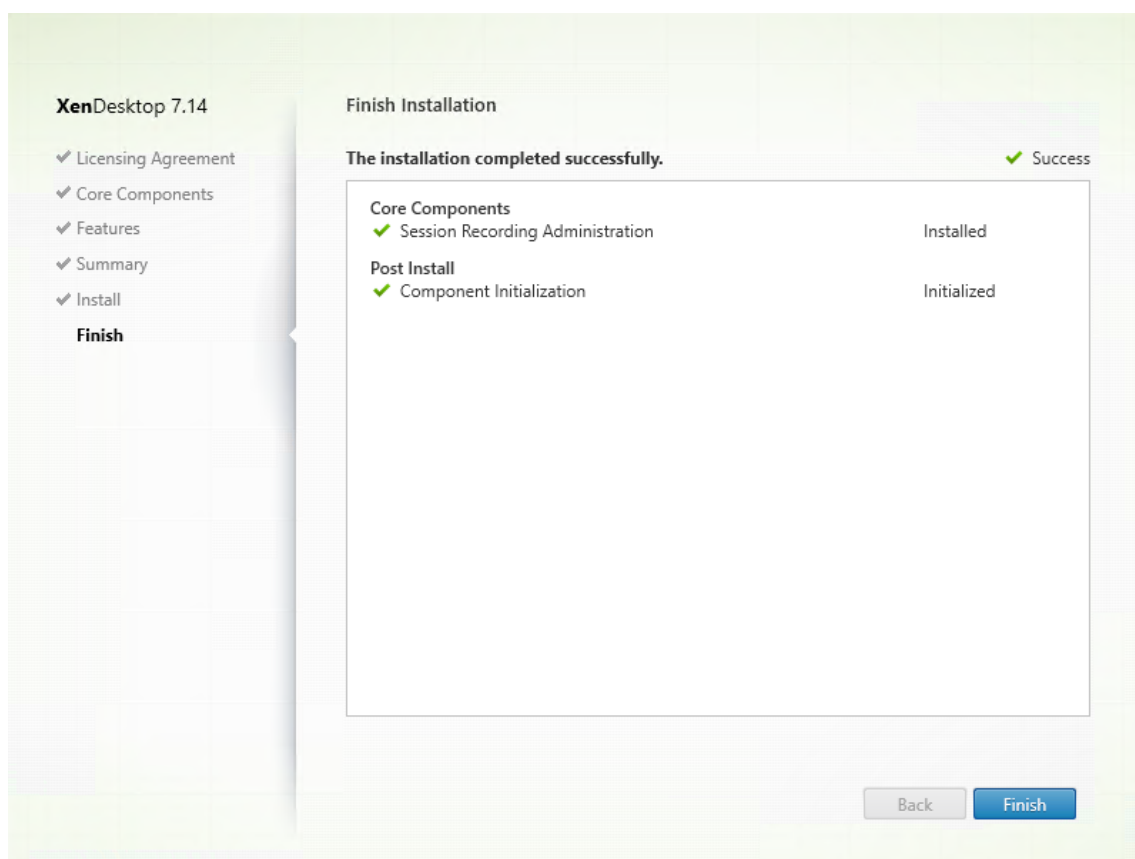 XenDesktop 7.14
Licensing Agreement
Core Components
Features
Summary
Install
Finish
Finish Installation
The installation completed successfully. Success
Core Components
Session Recording Administration Installed
Post Install
Component Initialization Initialized
Back Finish